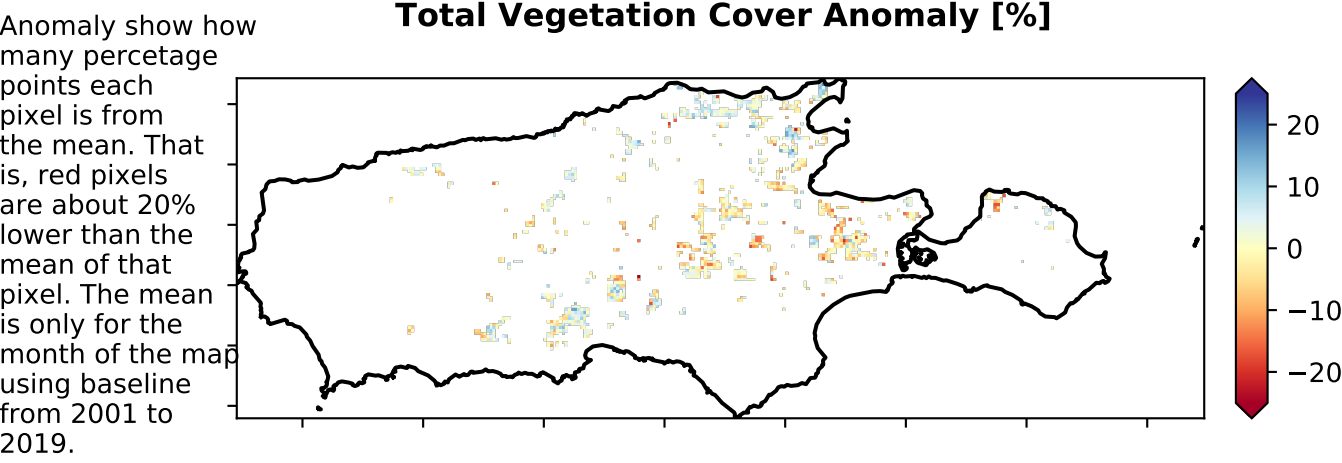 Total Vegetation Cover Anomaly [%]
Anomaly show how
many percetage
points each
pixel is from
the mean. That
is, red pixels
are about 20%
lower than the
mean of that
pixel. The mean
is only for the
month of the map
using baseline
from 2001 to
2019.
20
10
0
−10
−20